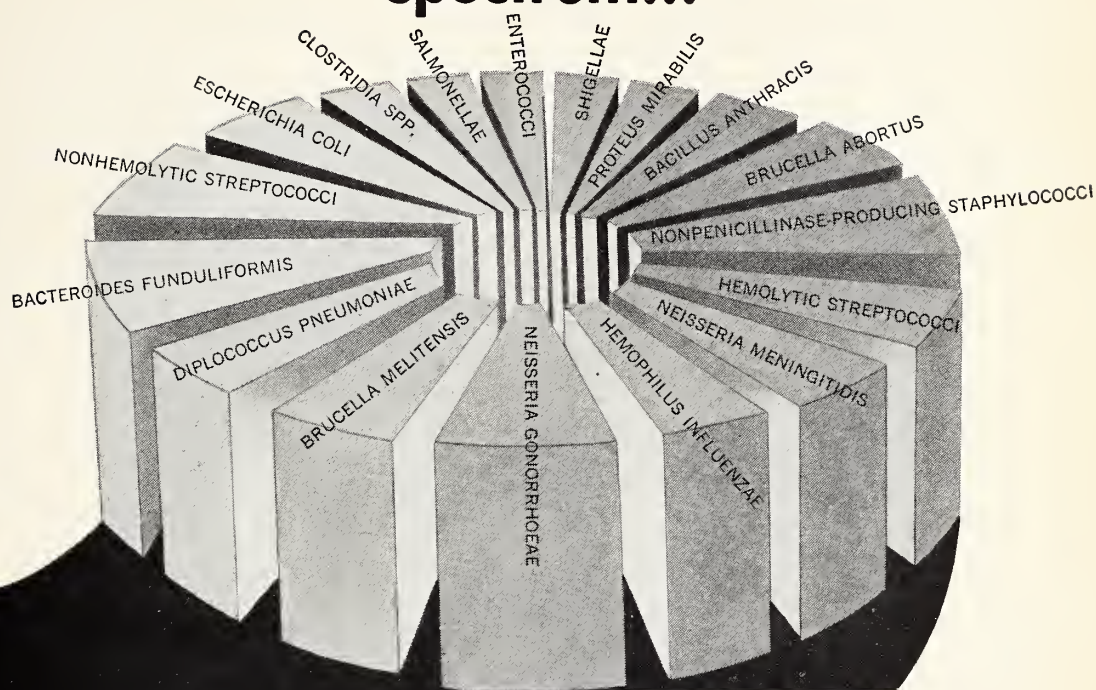 spectrum...
ENTEROCOCCI
SHIGELLAE
PROTEUS MIRABILIS
BACILLUS ANTHRACIS
BRUCELLA ABORTUS
NONPENICILLINASE-PRODUCING STAPHYLOCOCCI
HEMOLYTIC STREPTOCOCCI
NEISSERIA MENINGITIDIS
HEMOPHILUS INFLUENZAE
NEISSERIA GONORRHOEAE
BRUCELLA MELITENSIS
DIPLOCOCCUS PNEUMONIAE
BACTEROIDES FUNDULIFORMIS
NONHEMOLYTIC STREPTOCOCCI
ESCHERICHIA COLI
CLOSTRIDIA SPP.
SALMONELLAE